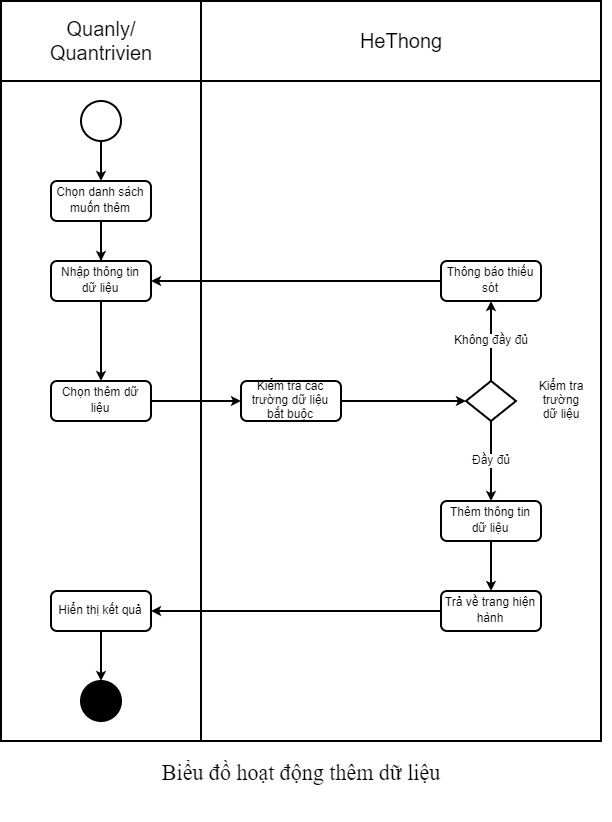 Quanly/
Quantrivien
HeThong
Chọn danh sách
muốn thêm
Nhập thông tin
dữ liệu
Thông báo thiếu
sót
Không đầy đủ
Chọn thêm dữ
liệu
Kiểm tra các
trường dữ liệu
bắt buộc
Kiểm tra
trường
dữ liệu
Đầy đủ
Thêm thông tin
dữ liệu
Hiển thị kết quả
Trả về trang hiện
hành
Biểu đồ hoạt động thêm dữ liệu